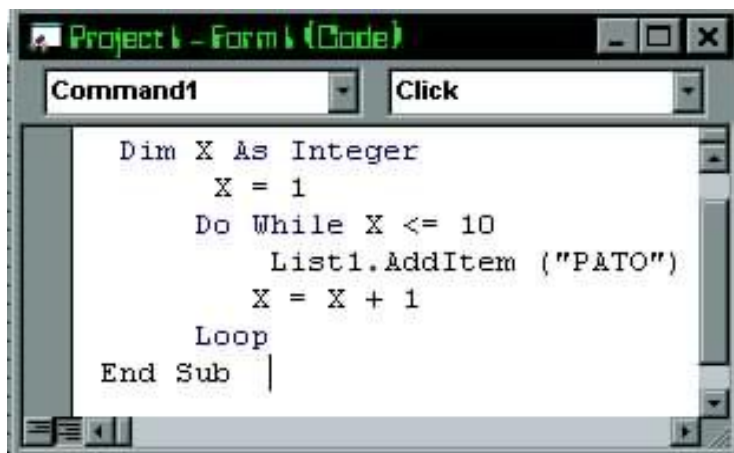 Project1 - Form1 (Code)
Command1 Click
Dim X As Integer
X = 1
Do While X <= 10
List1.AddItem ("PATO")
X = X + 1
Loop
End Sub